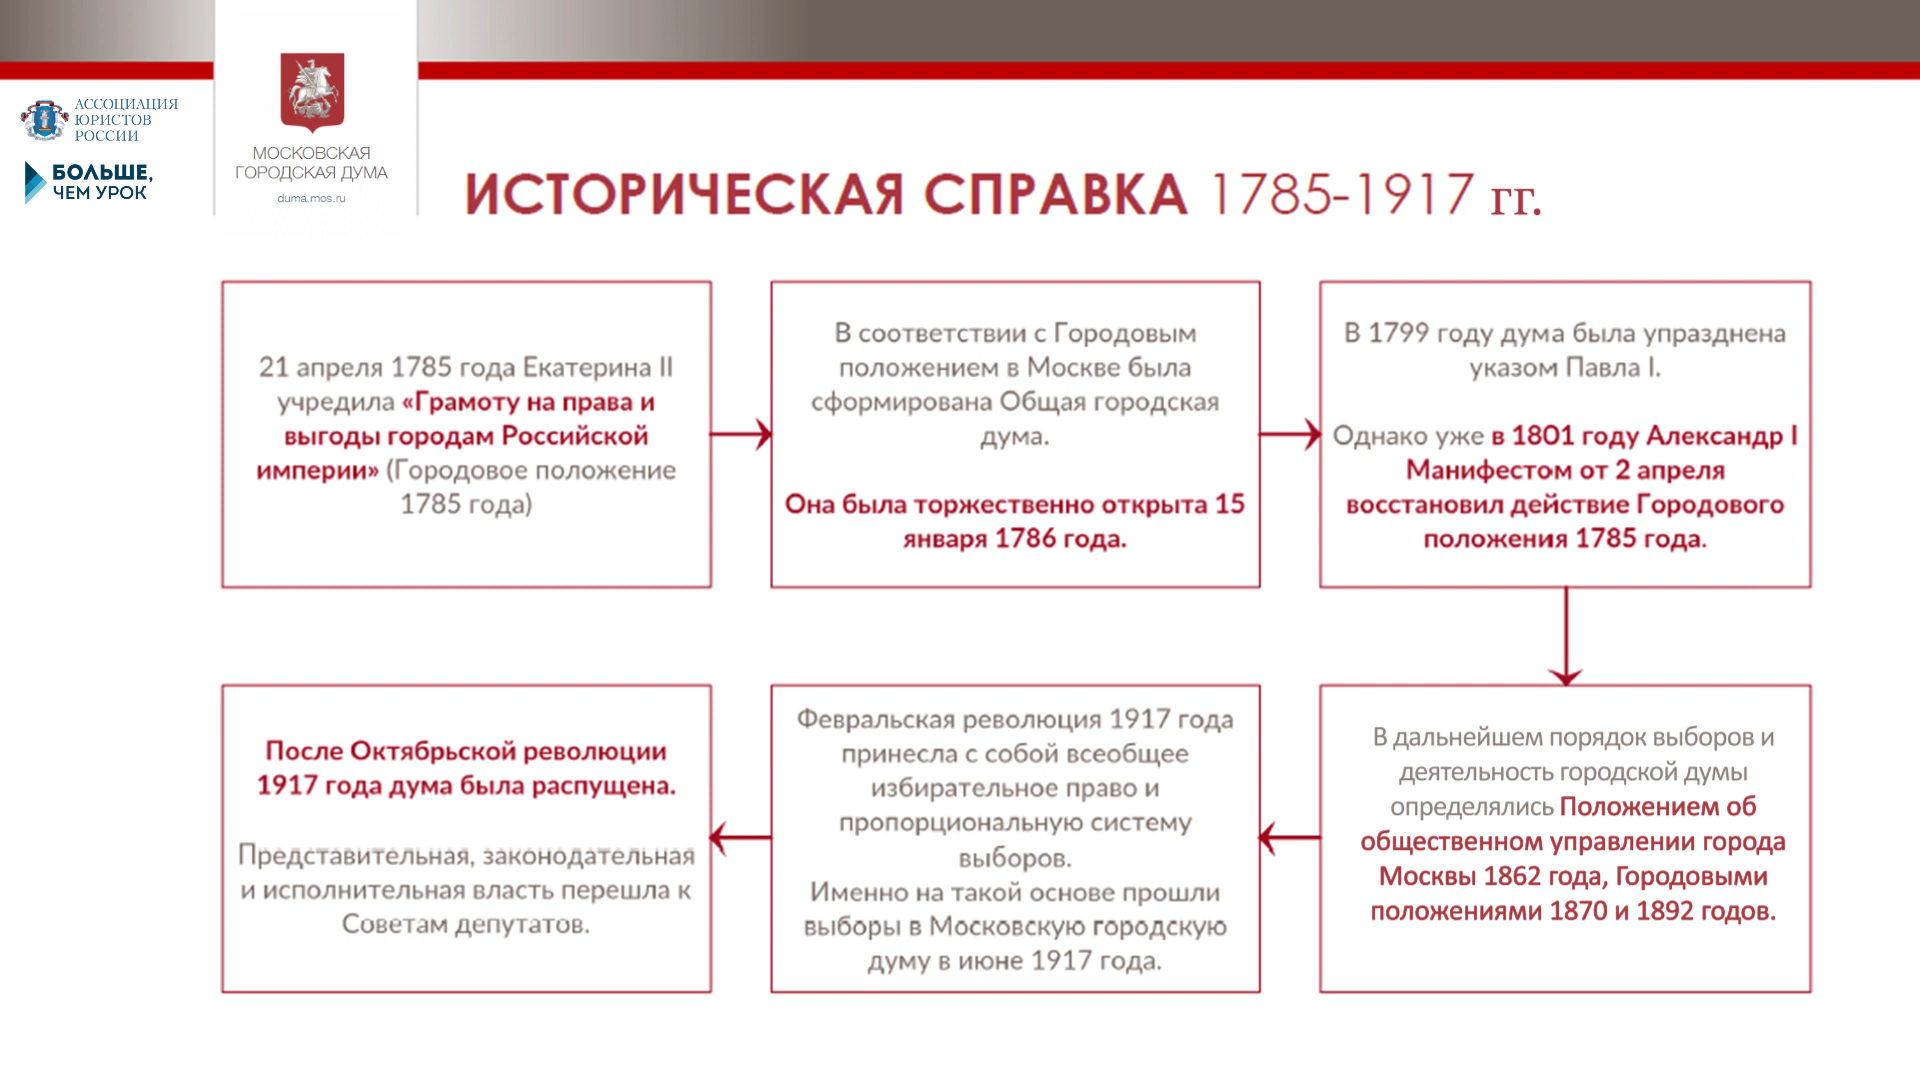 АССОЦИАЦИЯ
ЮРИСТОВ
РОССИИ
БОЛЬШЕ,
ЧЕМ УРОК
МОСКОВСКАЯ
ГОРОДСКАЯ ДУМА
duma.mos.ru
ИСТОРИЧЕСКАЯ СПРАВКА 1785-1917 гг.
21 апреля 1785 года Екатерина II
учредила «Грамоту на права и
выгоды городам Российской
империи» (Городовое положение
1785 года)
В соответствии с Городовым
положением в Москве была
сформирована Общая городская
дума.
Она была торжественно открыта 15
января 1786 года.
В 1799 году дума была упразднена
указом Павла I.
Однако уже в 1801 году Александр I
Манифестом от 2 апреля
восстановил действие Городового
положения 1785 года.
В дальнейшем порядок выборов и
деятельность городской думы
определялись Положением об
общественном управлении города
Москвы 1862 года, Городовыми
положениями 1870 и 1892 годов.
Февральская революция 1917 года
принесла с собой всеобщее
избирательное право и
пропорциональную систему
выборов.
Именно на такой основе прошли
выборы в Московскую городскую
думу в июне 1917 года.
После Октябрьской революции
1917 года дума была распущена.
Представительная, законодательная
и исполнительная власть перешла к
Советам депутатов.